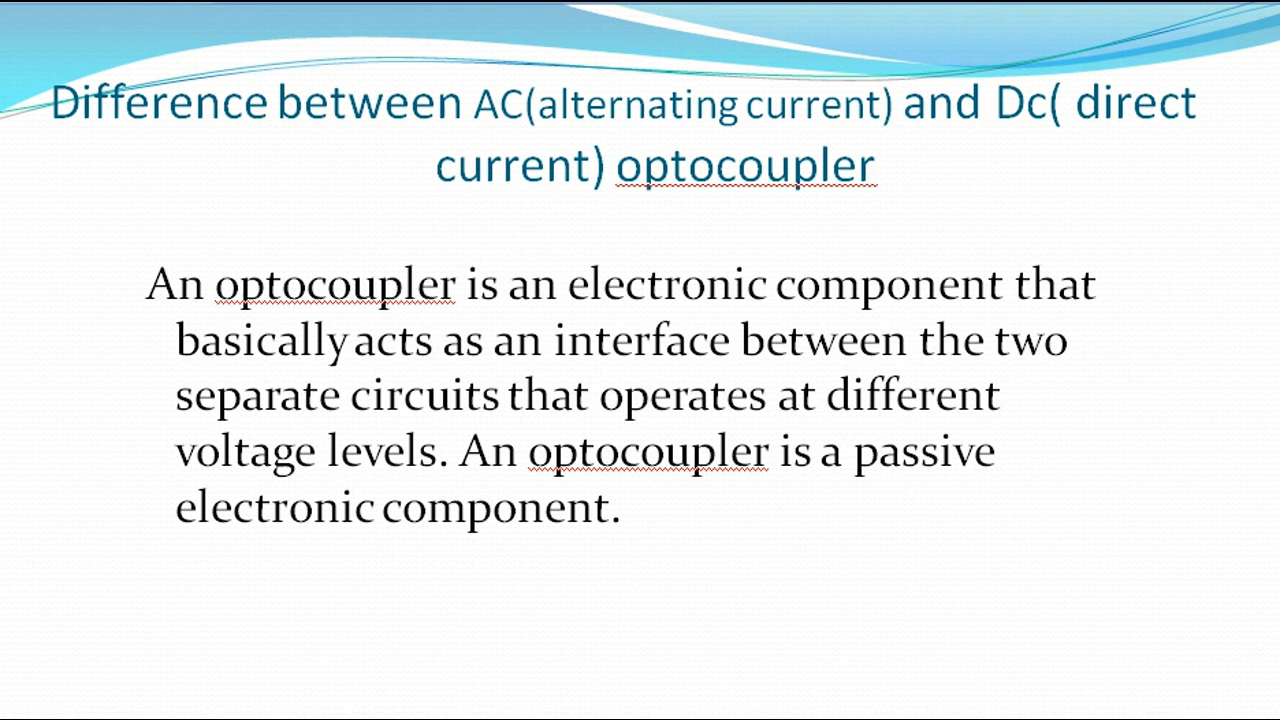 Difference between AC(alternating current) and Dc( direct
current) optocoupler
An optocoupler is an electronic component that
basically acts as an interface between the two
separate circuits that operates at different
voltage levels. An optocoupler is a passive
electronic component.